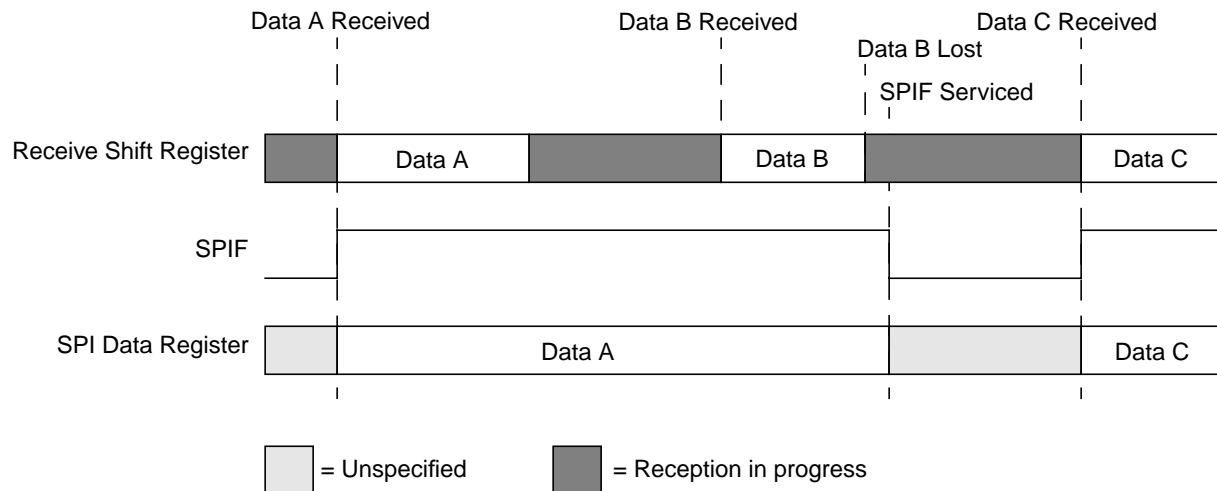 Data A Received
Data B Received
Data C Received
Data B Lost
SPIF Serviced
Receive Shift Register
Data A
Data B
Data C
SPIF
SPI Data Register
Data A
Data C
= Unspecified
= Reception in progress